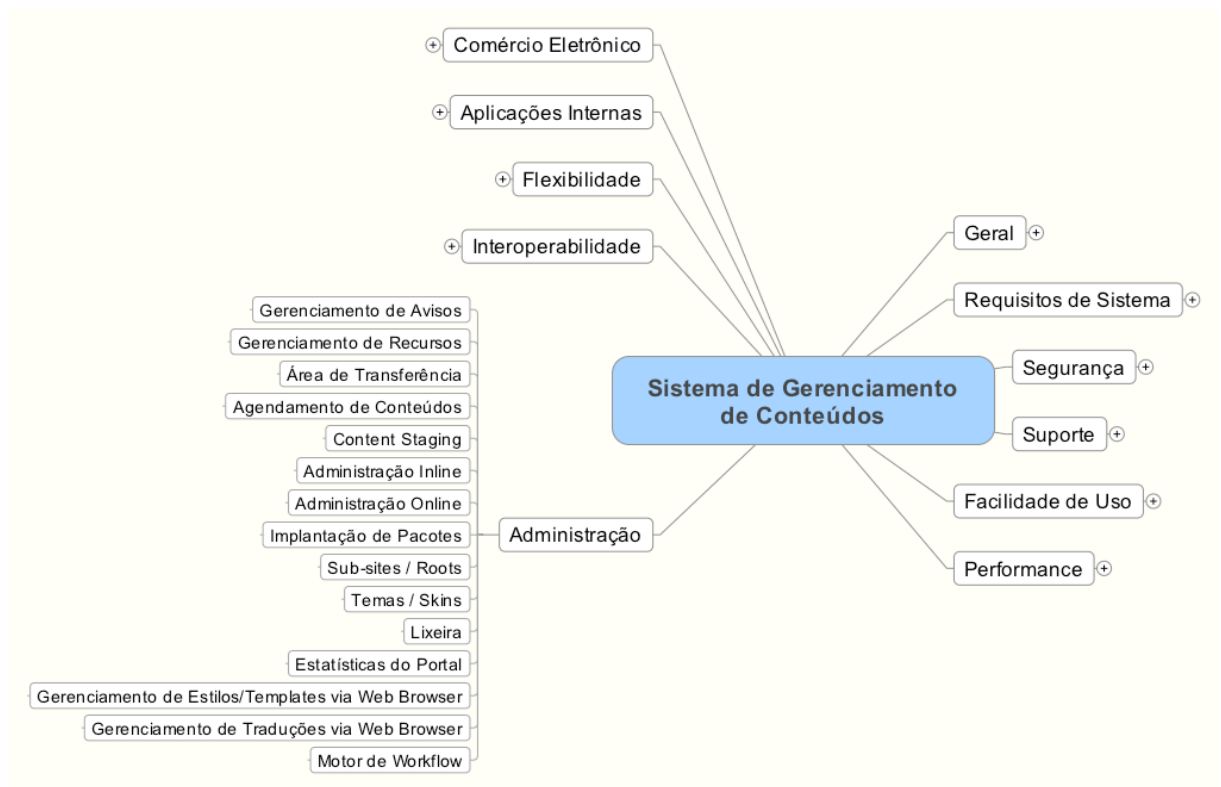 Comércio Eletrônico
Aplicações Internas
Flexibilidade
Interoperabilidade
Geral
Requisitos de Sistema
Segurança
Suporte
Facilidade de Uso
Performance
Sistema de Gerenciamento
de Conteúdos
Administração
Gerenciamento de Avisos
Gerenciamento de Recursos
Área de Transferência
Agendamento de Conteúdos
Content Staging
Administração Inline
Administração Online
Implantação de Pacotes
Sub-sites / Roots
Temas / Skins
Lixeira
Estatísticas do Portal
Gerenciamento de Estilos/Templates via Web Browser
Gerenciamento de Traduções via Web Browser
Motor de Workflow